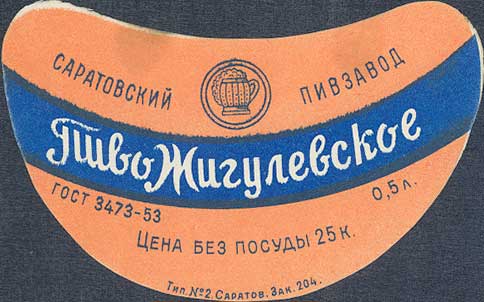 САРАТОВСКИЙ ПИВЗАВОД
Пиво Жигулевское
ГОСТ 3473-53 0,5 л.
ЦЕНА БЕЗ ПОСУДЫ 25 К.
Тип. №2 Саратов. Зак. 204.